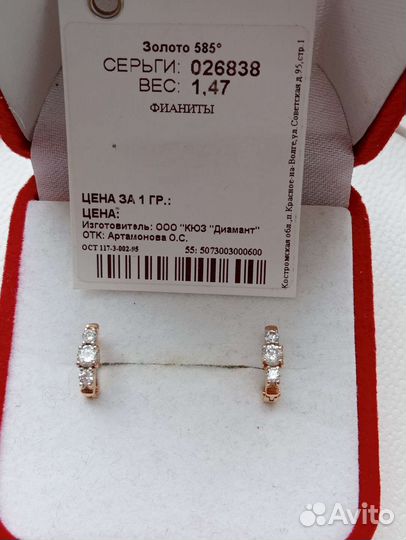 Золото 585°
СЕРЬГИ: 026838
ВЕС: 1,47
ФИАНИТЫ
ЦЕНА ЗА 1 ГР.:
ЦЕНА:
Изготовитель: ООО "КЮЗ "Диамант"
ОТК: Артамонова О.С.
ОСТ 117-3-002-95 55: 5073003000600
Костромская обл.,п.Красное-на-Волге,ул.Советская д.95,стр.1
Avito